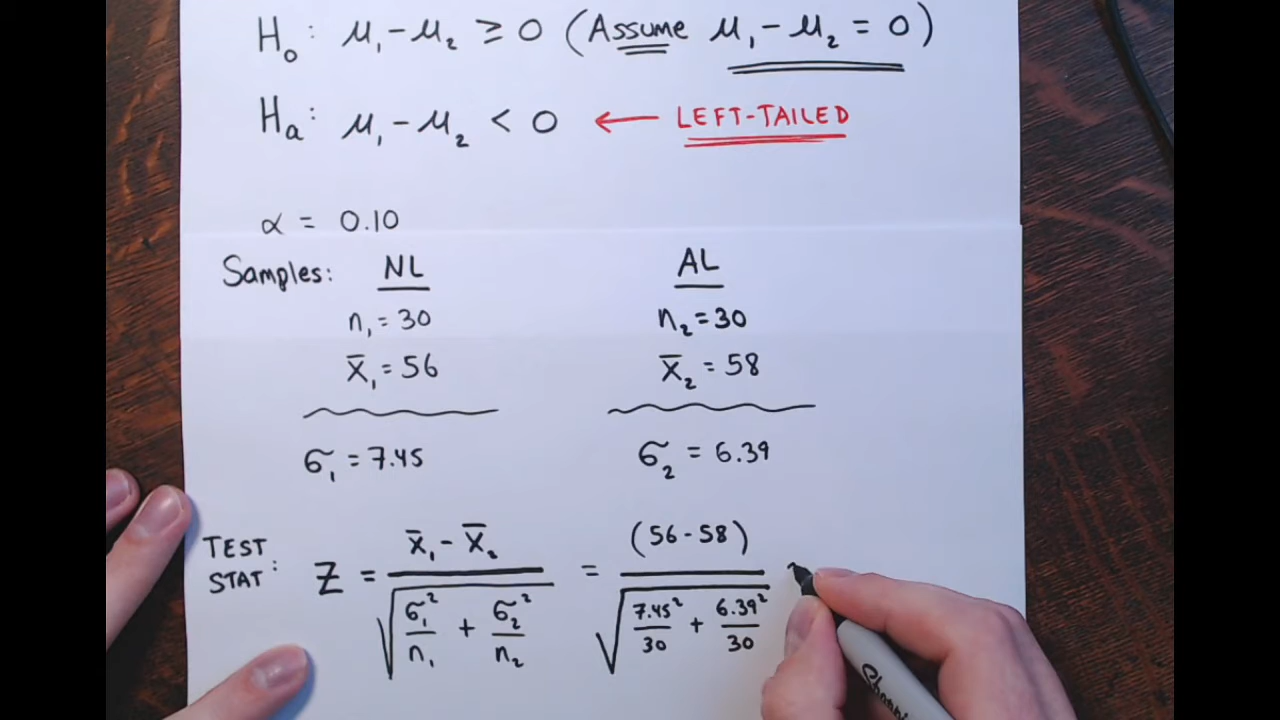 H₀: μ₁ - μ₂ ≥ 0 (Assume μ₁ - μ₂ = 0)
Hₐ: μ₁ - μ₂ < 0 ← LEFT-TAILED
α = 0.10
Samples: NL AL
n₁ = 30 n₂ = 30
x̄₁ = 56 x̄₂ = 58
σ₁ = 7.45 σ₂ = 6.39
TEST STAT: Z = (x̄₁ - x̄₂) / √(σ₁²/n₁ + σ₂²/n₂) = (56 - 58) / √(7.45²/30 + 6.39²/30)